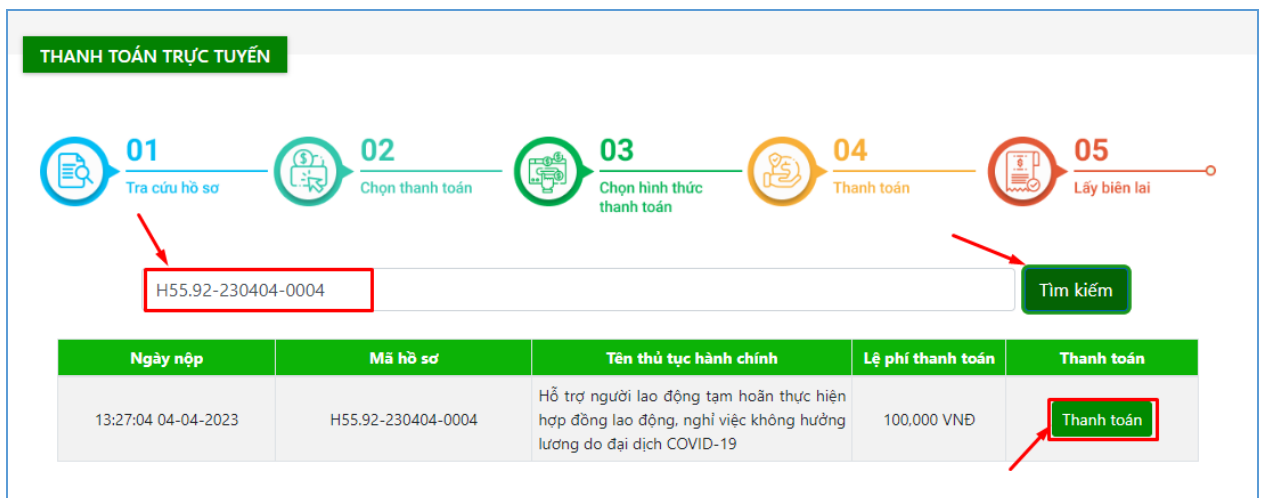 THANH TOÁN TRỰC TUYẾN
01
Tra cứu hồ sơ
02
Chọn thanh toán
03
Chọn hình thức
thanh toán
04
Thanh toán
05
Lấy biên lai
H55.92-230404-0004
Tìm kiếm
Ngày nộp
Mã hồ sơ
Tên thủ tục hành chính
Lệ phí thanh toán
Thanh toán
13:27:04 04-04-2023
H55.92-230404-0004
Hỗ trợ người lao động tạm hoãn thực hiện
hợp đồng lao động, nghỉ việc không hưởng
lương do đại dịch COVID-19
100,000 VNĐ
Thanh toán